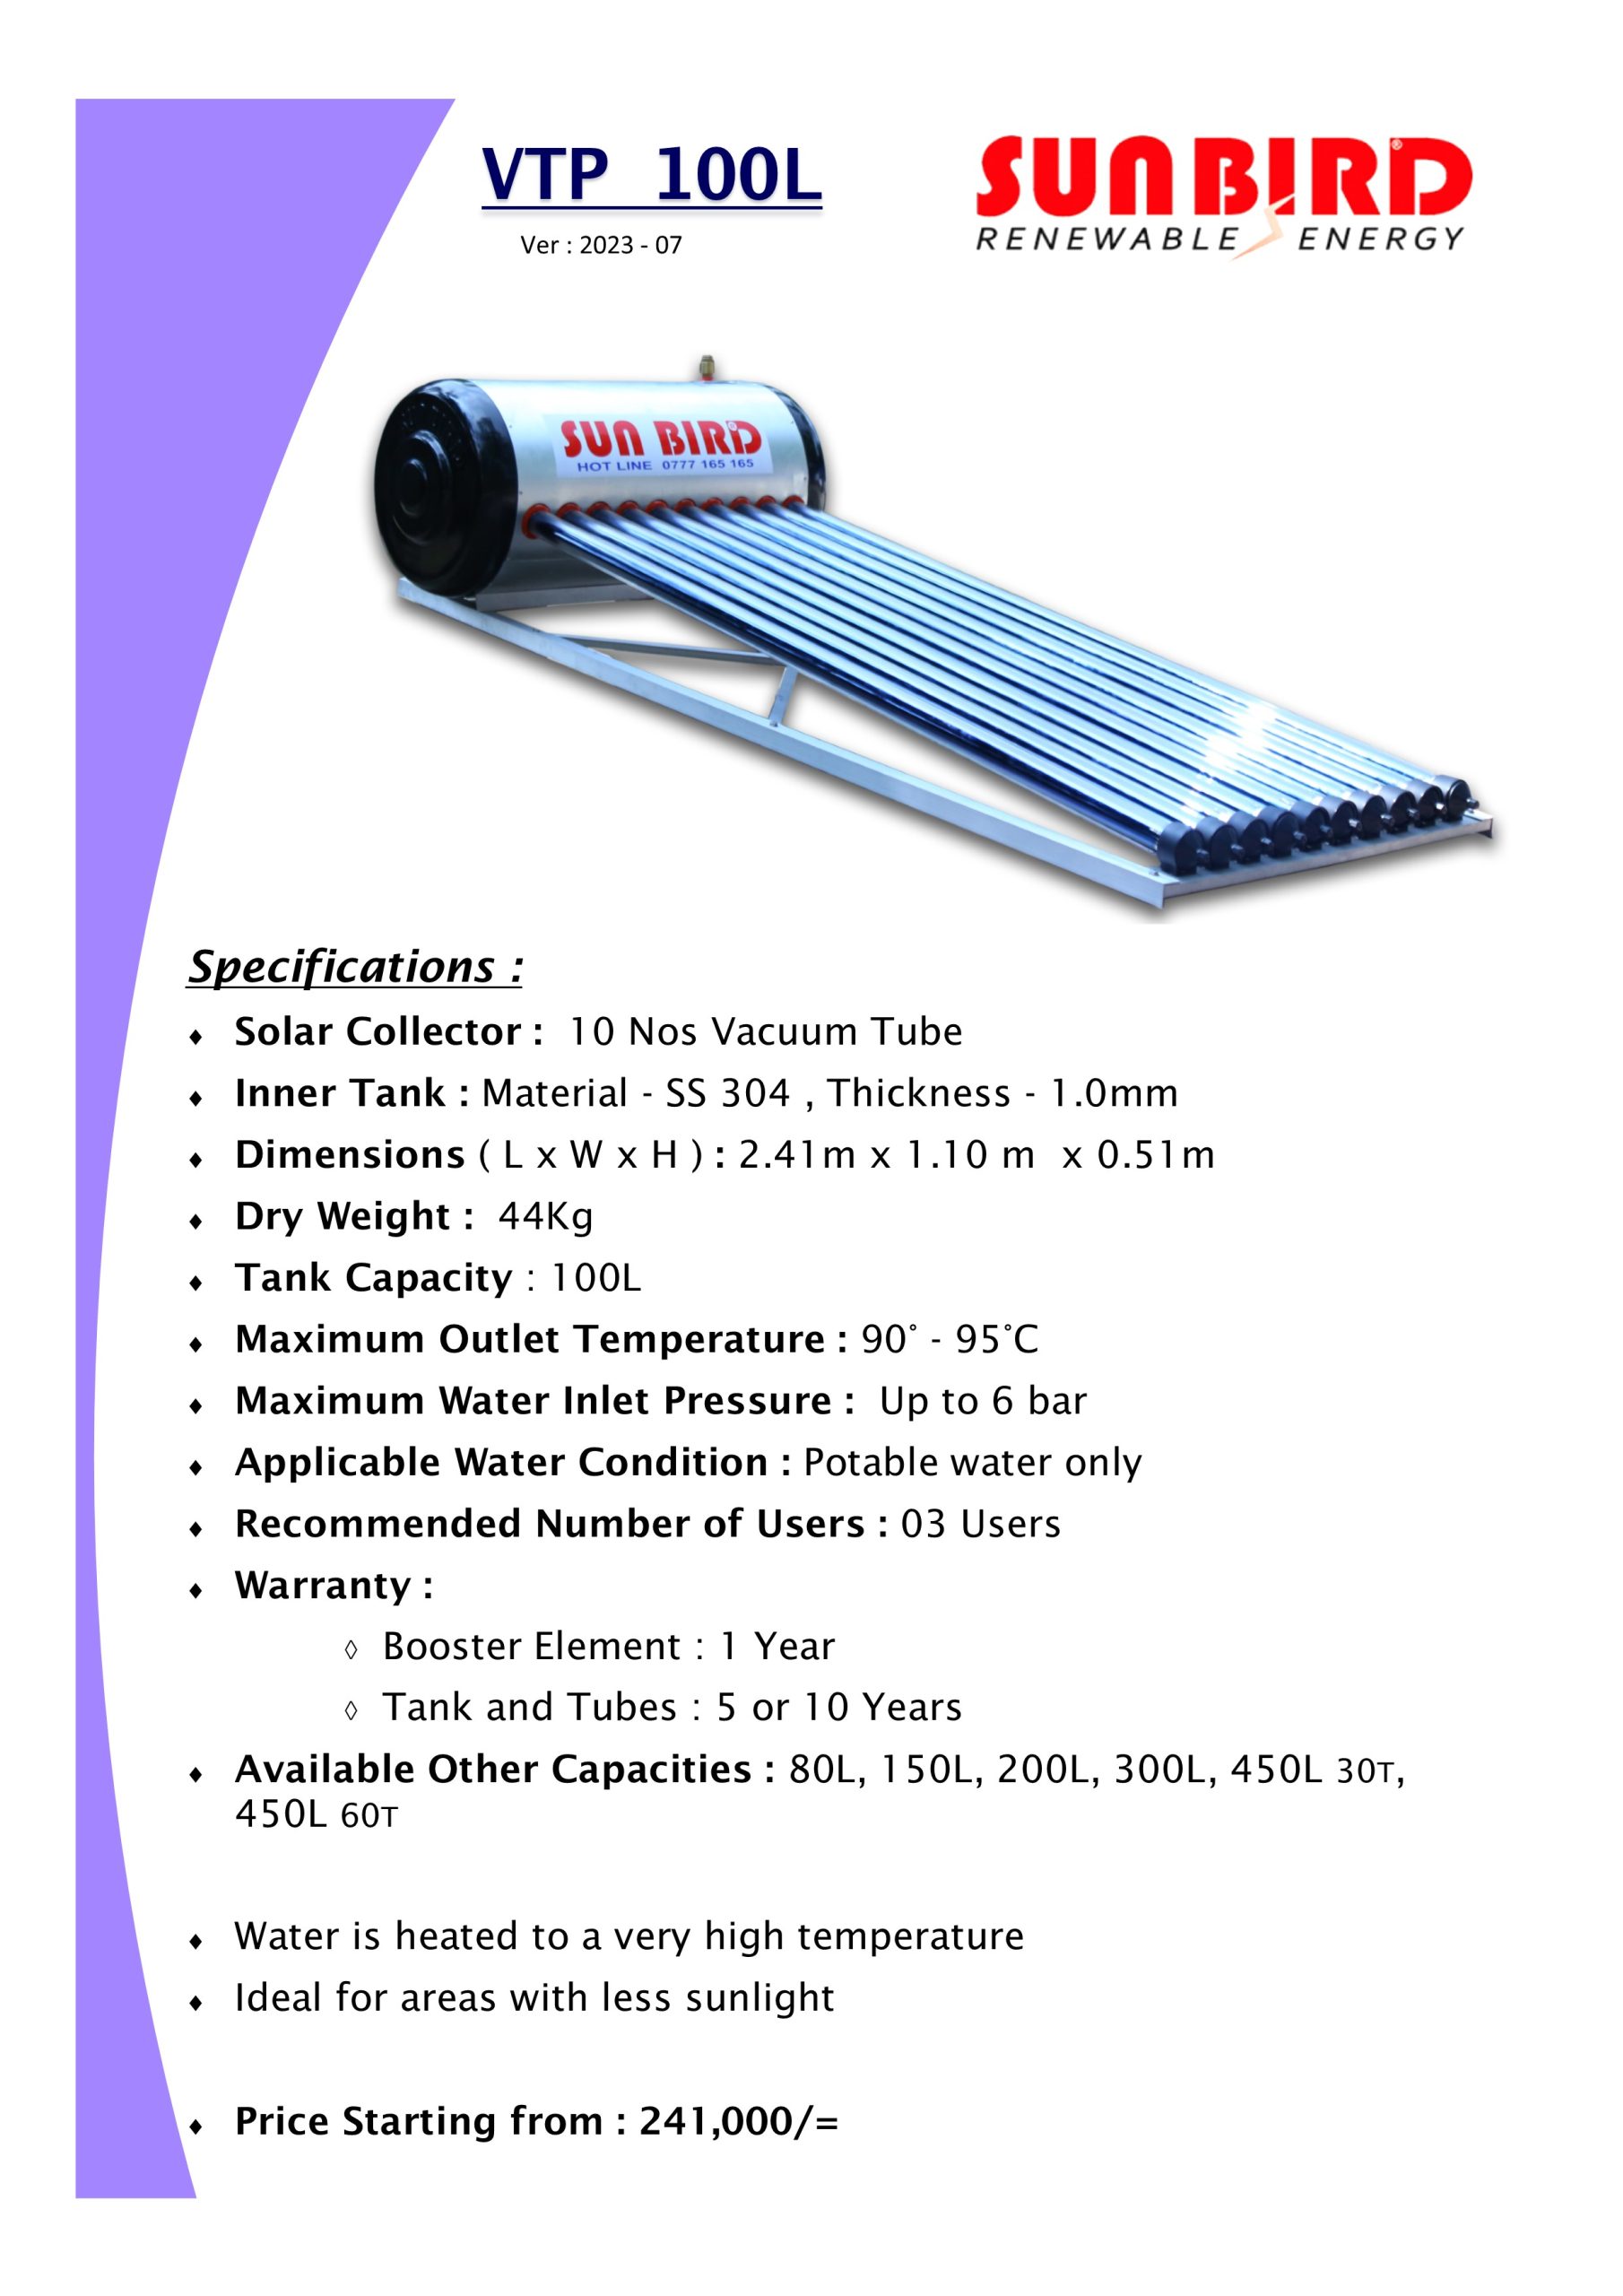 VTP 100L
Ver : 2023 - 07
SUN BIRD®
RENEWABLE ENERGY
SUN BIRD®
HOT LINE 0777 165 165
Specifications :
♦ Solar Collector : 10 Nos Vacuum Tube
♦ Inner Tank : Material - SS 304 , Thickness - 1.0mm
♦ Dimensions ( L x W x H ) : 2.41m x 1.10 m x 0.51m
♦ Dry Weight : 44Kg
♦ Tank Capacity : 100L
♦ Maximum Outlet Temperature : 90˚ - 95˚C
♦ Maximum Water Inlet Pressure : Up to 6 bar
♦ Applicable Water Condition : Potable water only
♦ Recommended Number of Users : 03 Users
♦ Warranty :
◊ Booster Element : 1 Year
◊ Tank and Tubes : 5 or 10 Years
♦ Available Other Capacities : 80L, 150L, 200L, 300L, 450L 30T,
450L 60T
♦ Water is heated to a very high temperature
♦ Ideal for areas with less sunlight
♦ Price Starting from : 241,000/=